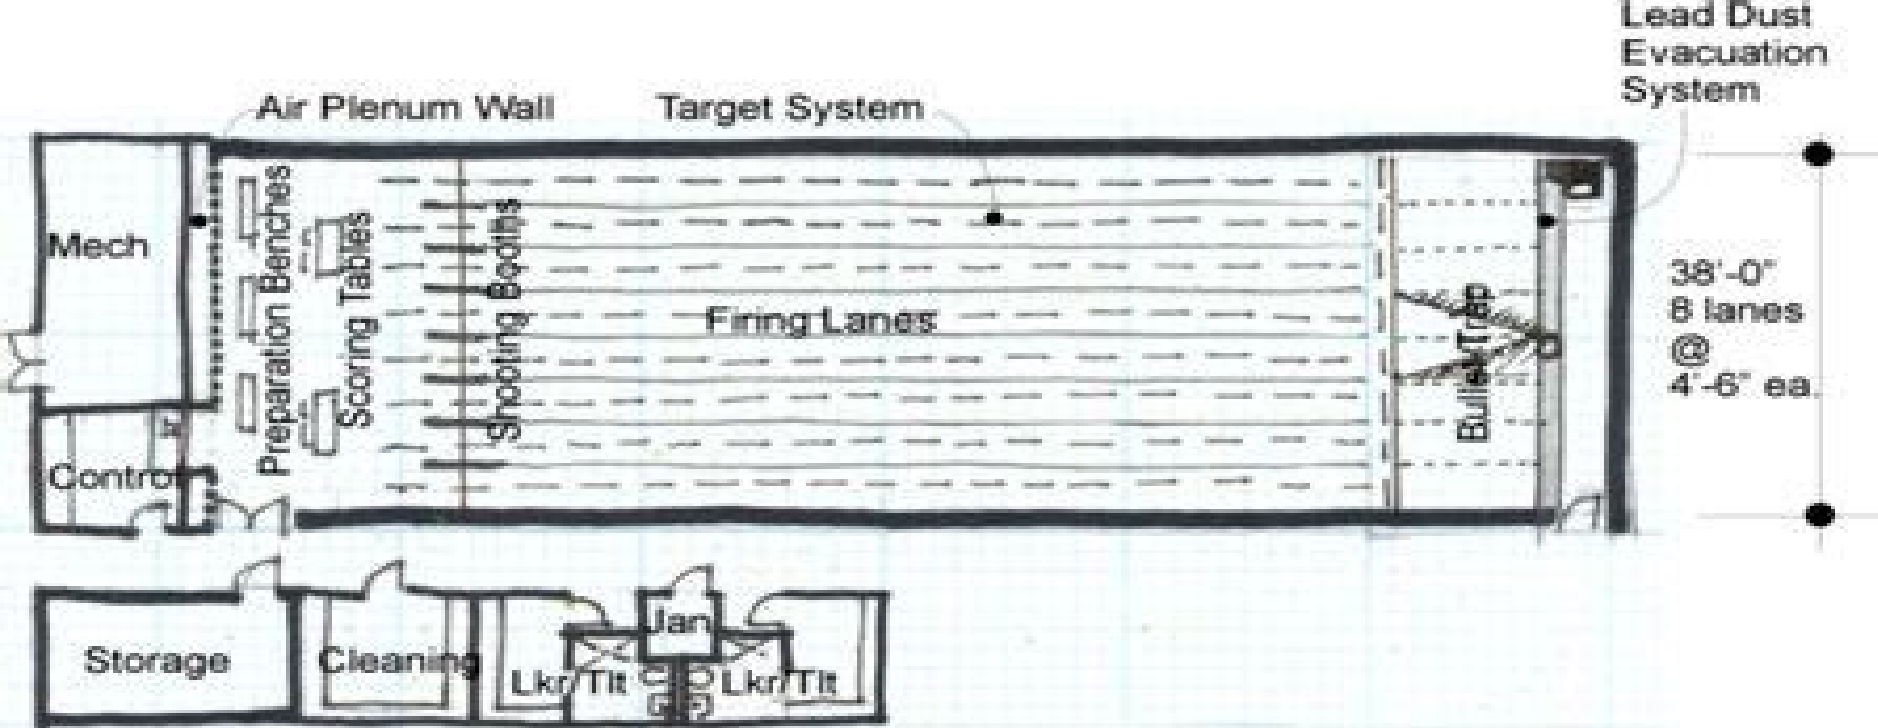 Lead Dust
Evacuation
System
Air Plenum Wall
Target System
Mech
Preparation Benches
Scoring Tables
Shooting Booths
Firing Lanes
Bullet Trap
38'-0"
8 lanes
@
4'-6" ea.
Control
Storage
Cleaning
Lkr/Tlt
Jan
Lkr/Tlt